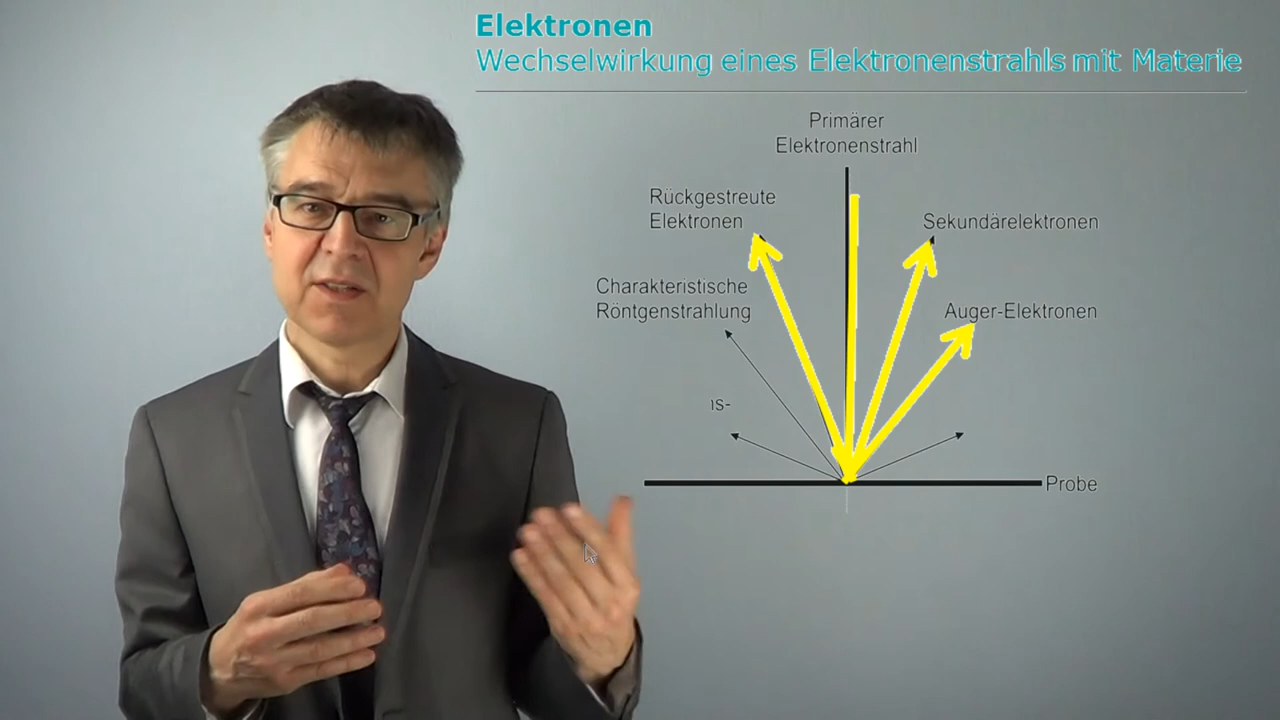 Elektronen
Wechselwirkung eines Elektronenstrahls mit Materie
Primärer
Elektronenstrahl
Rückgestreute
Elektronen
Sekundärelektronen
Charakteristische
Röntgenstrahlung
Auger-Elektronen
Probe